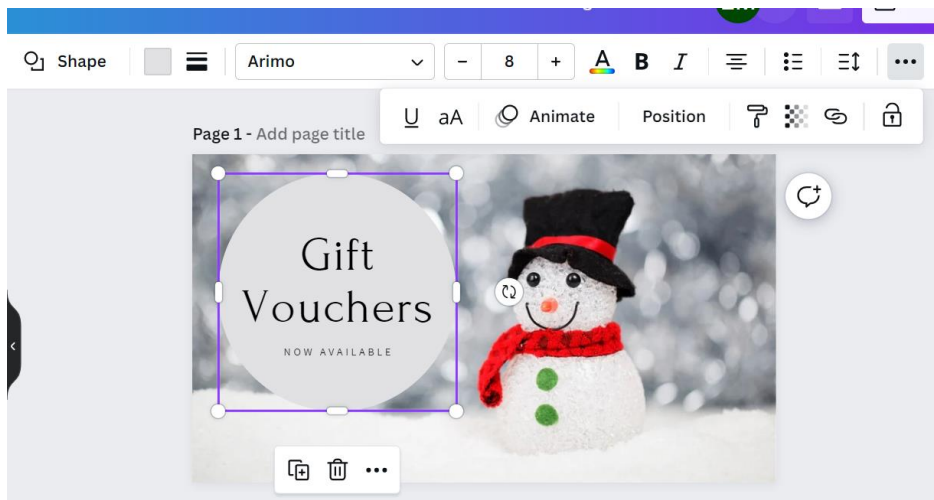 Shape
Arimo
- 8 +
A B I
U aA Animate Position
Page 1 - Add page title
Gift
Vouchers
NOW AVAILABLE